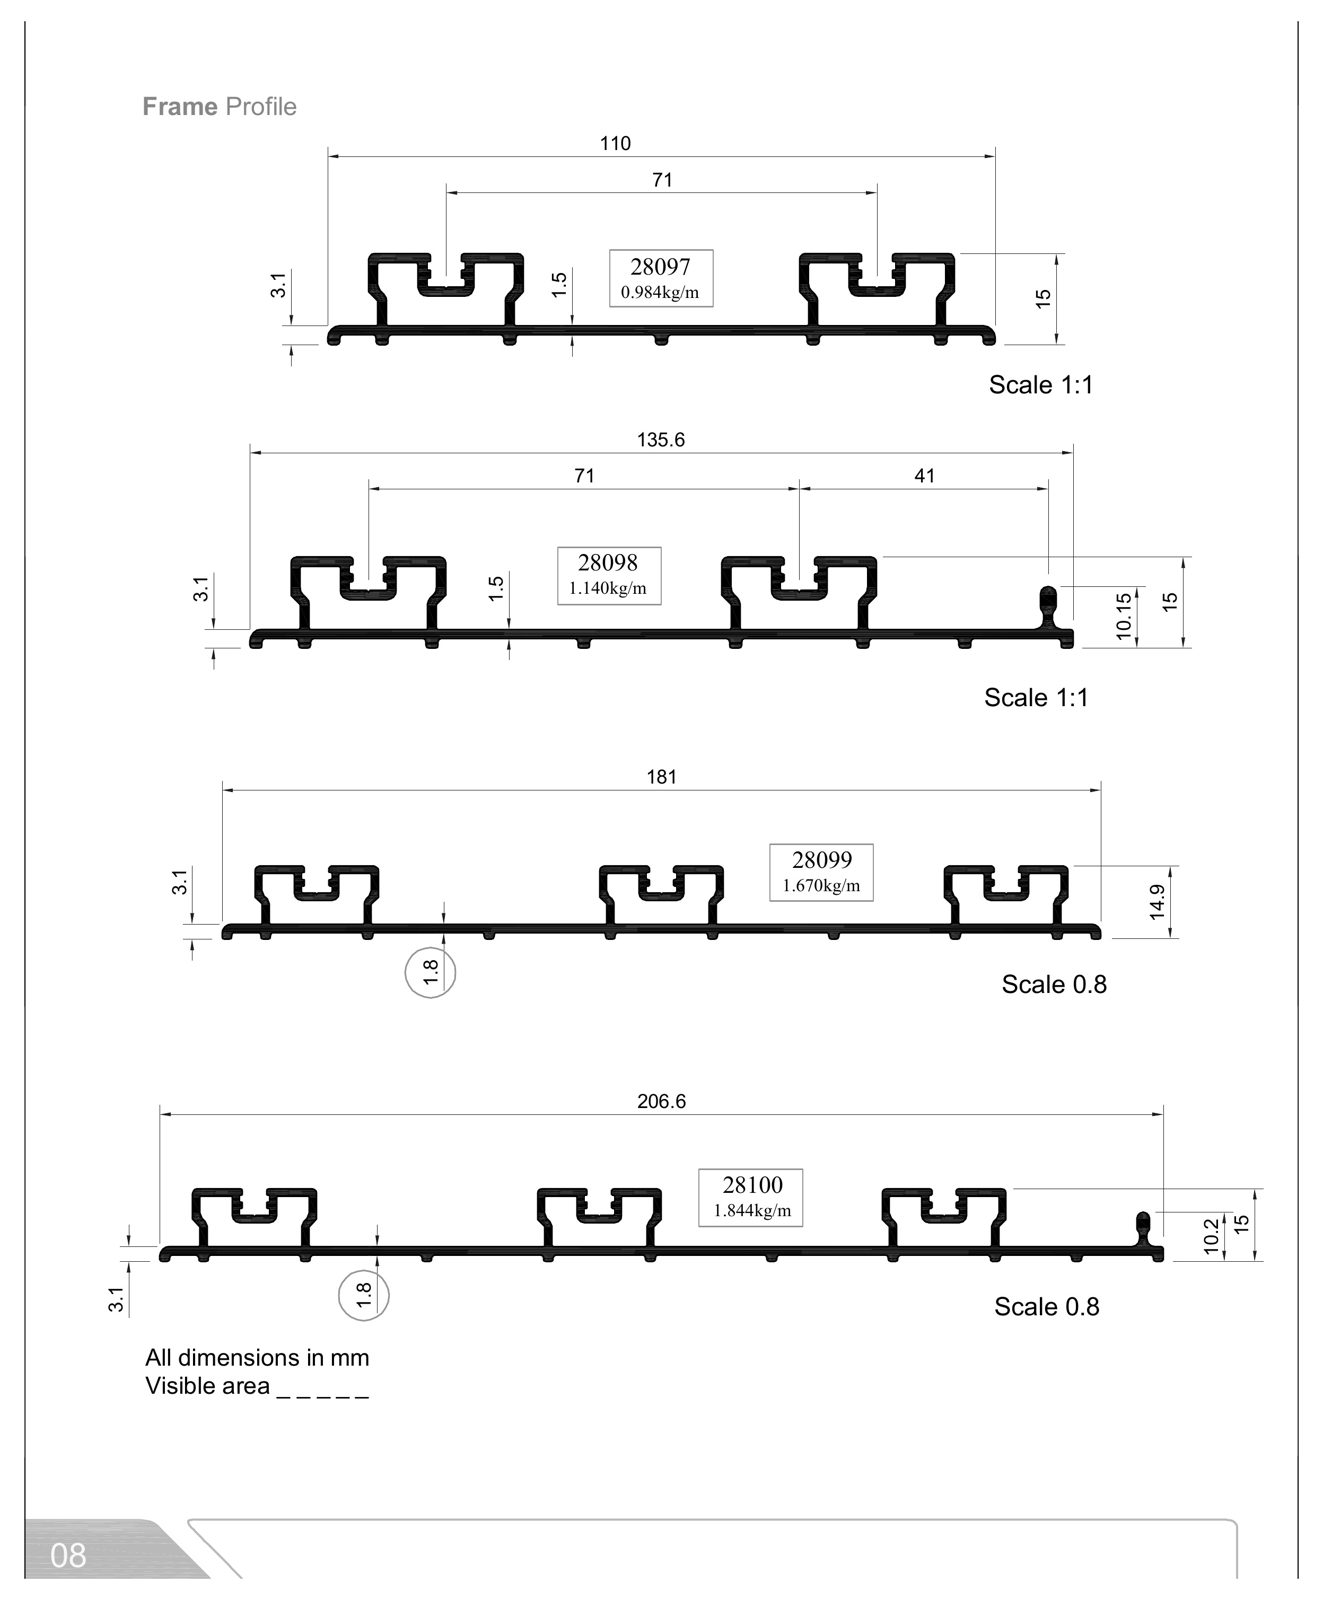 Frame Profile
110
71
28097
0.984kg/m
3.1
1.5
15
Scale 1:1
135.6
71
41
28098
1.140kg/m
3.1
1.5
10.15
15
Scale 1:1
181
28099
1.670kg/m
3.1
14.9
1.8
Scale 0.8
206.6
28100
1.844kg/m
10.2
15
3.1
1.8
Scale 0.8
All dimensions in mm
Visible area _ _ _ _ _
08